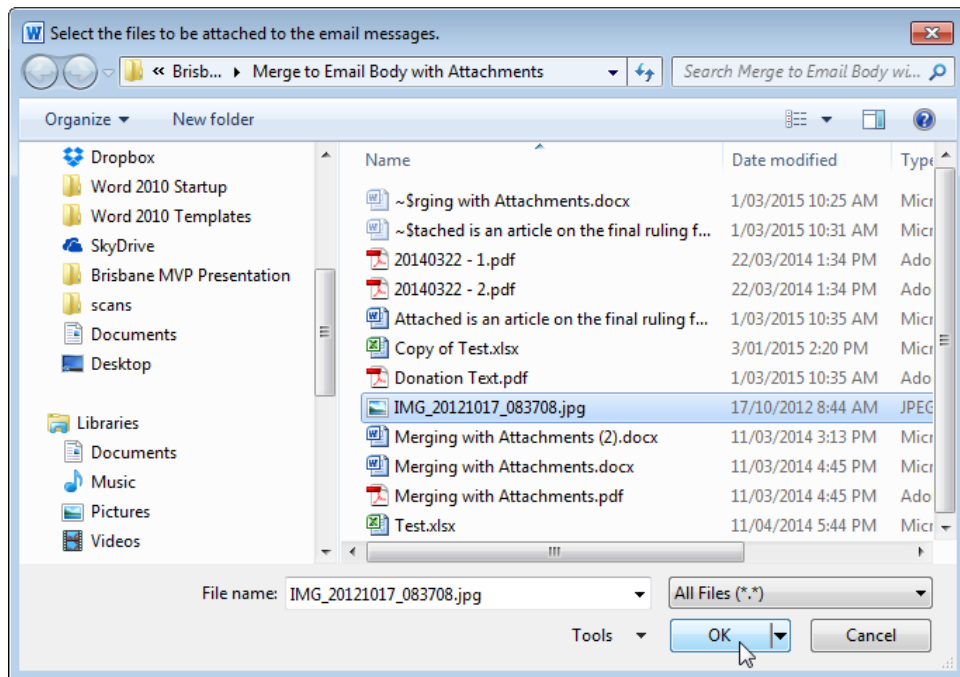 Select the files to be attached to the email messages.
« Brisb... Merge to Email Body with Attachments Search Merge to Email Body wi...
Organize New folder
Dropbox
Word 2010 Startup
Word 2010 Templates
SkyDrive
Brisbane MVP Presentation
scans
Documents
Desktop
Libraries
Documents
Music
Pictures
Videos
Name Date modified Type
~$rging with Attachments.docx 1/03/2015 10:25 AM Micr
~$tached is an article on the final ruling f... 1/03/2015 10:31 AM Micr
20140322 - 1.pdf 22/03/2014 1:34 PM Ado
20140322 - 2.pdf 22/03/2014 1:34 PM Ado
Attached is an article on the final ruling f... 1/03/2015 10:35 AM Micr
Copy of Test.xlsx 3/01/2015 2:20 PM Micr
Donation Text.pdf 1/03/2015 10:35 AM Ado
IMG_20121017_083708.jpg 17/10/2012 8:44 AM JPEG
Merging with Attachments (2).docx 11/03/2014 3:13 PM Micr
Merging with Attachments.docx 11/03/2014 4:45 PM Micr
Merging with Attachments.pdf 11/03/2014 4:45 PM Ado
Test.xlsx 11/04/2014 5:44 PM Micr
File name: IMG_20121017_083708.jpg All Files (*.*)
Tools OK Cancel